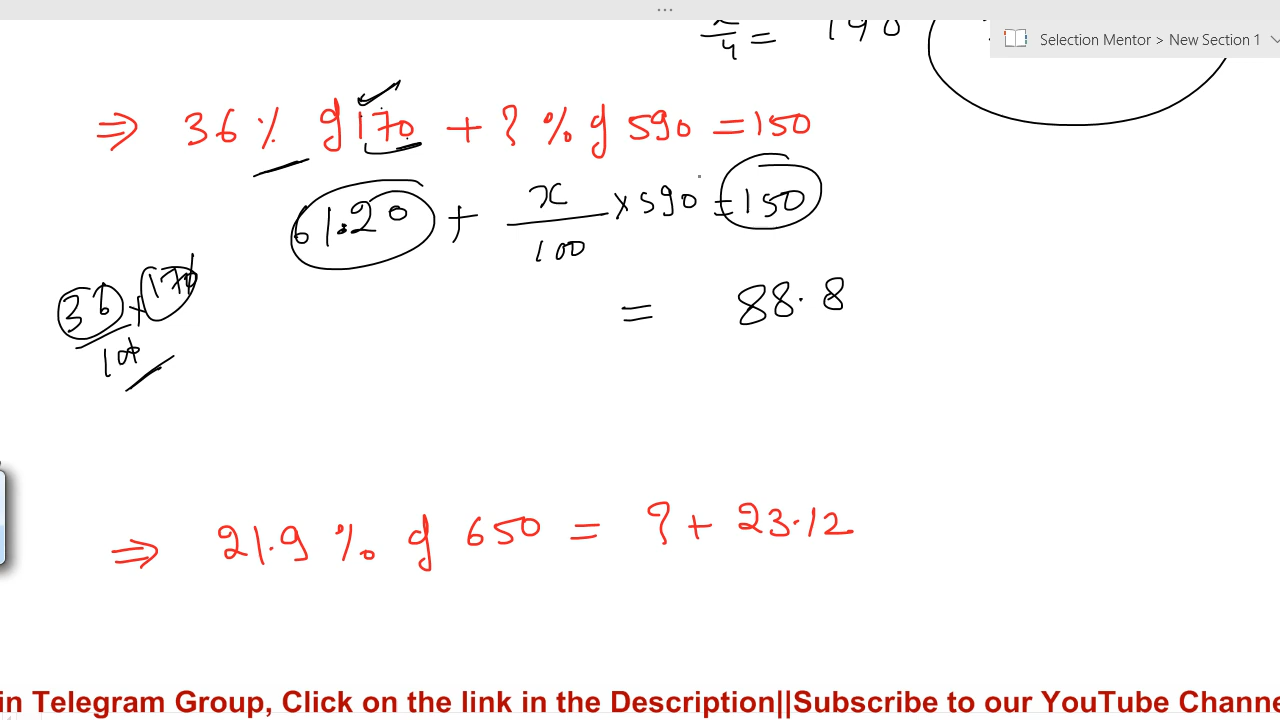 x/4 = 190
Selection Mentor > New Section 1
⇒ 36 % of 170 + ? % of 590 = 150
61.20 + x/100 × 590 = 150
36 × 170
100
= 88.8
⇒ 21.9 % of 650 = ? + 23.12
in Telegram Group, Click on the link in the Description||Subscribe to our YouTube Channe